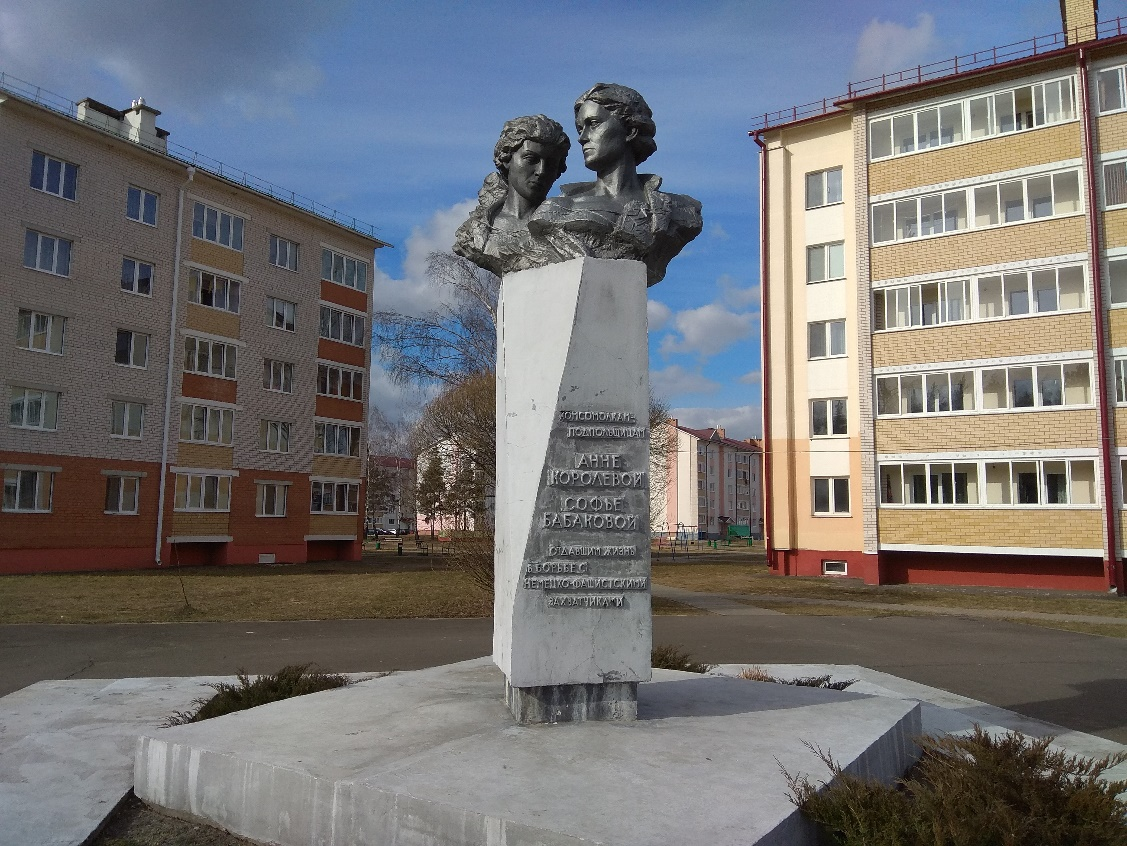 КОМСОМОЛКАМ-
ПОДПОЛЬЩИЦАМ
АННЕ
КОРОЛЕВОЙ
СОФЬЕ
БАБАКОВОЙ
ОТДАВШИМ ЖИЗНЬ
В БОРЬБЕ С
НЕМЕЦКО-ФАШИСТСКИМИ
ЗАХВАТЧИКАМИ